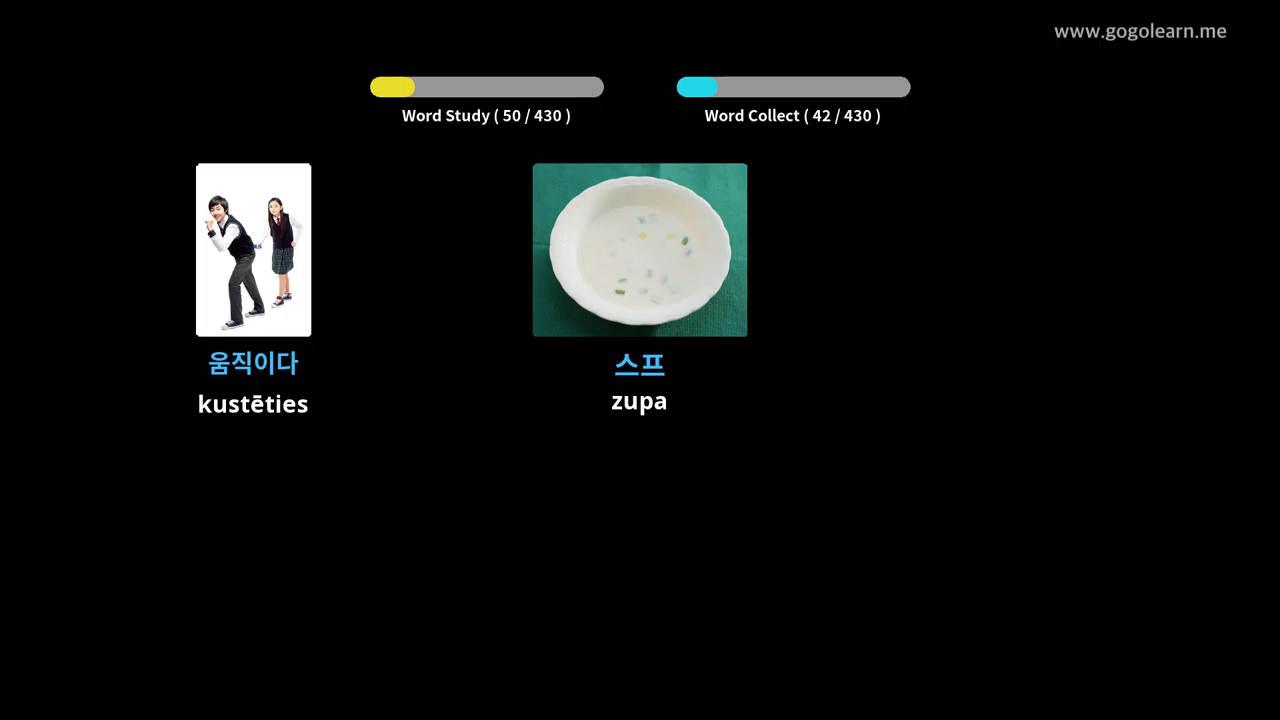 www.gogolearn.me
Word Study ( 50 / 430 )
Word Collect ( 42 / 430 )
움직이다
kustēties
스프
zupa